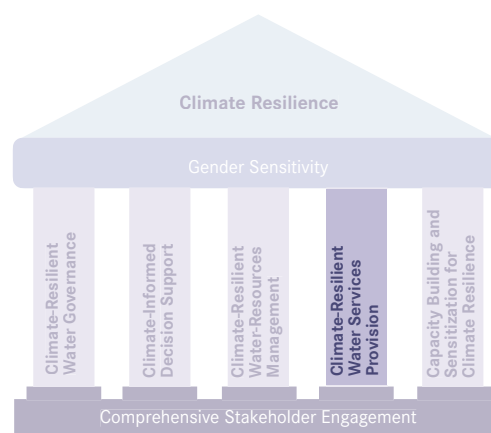 Climate Resilience
Gender Sensitivity
Climate-Resilient
Water Governance
Climate-Informed
Decision Support
Climate-Resilient
Water-Resources
Management
Climate-Resilient
Water Services
Provision
Capacity Building and
Sensitization for
Climate Resilience
Comprehensive Stakeholder Engagement